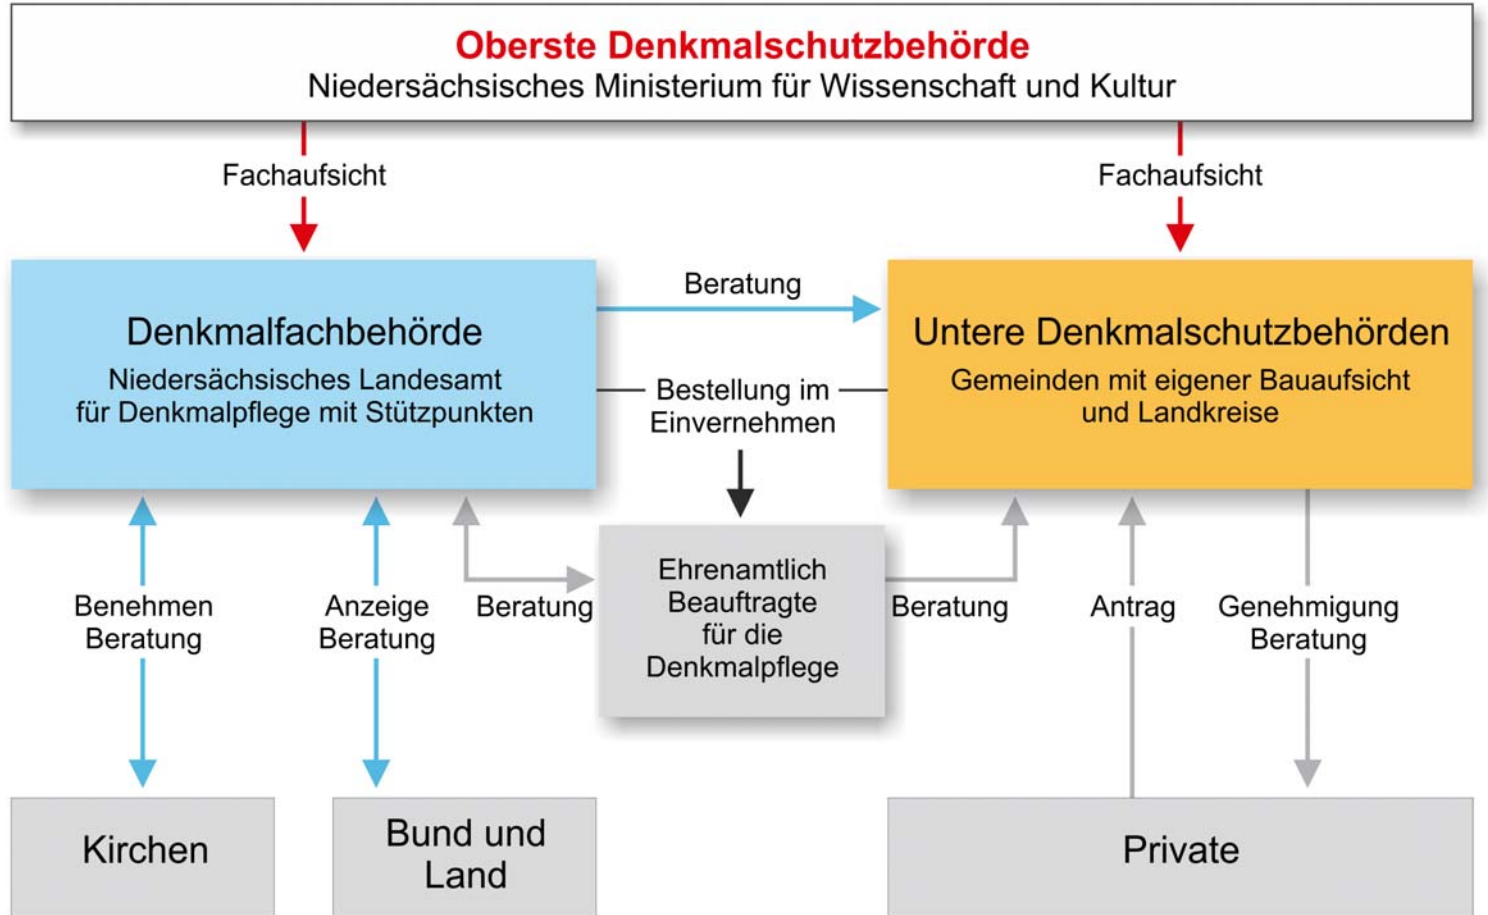 Oberste Denkmalschutzbehörde
Niedersächsisches Ministerium für Wissenschaft und Kultur
Fachaufsicht
Fachaufsicht
Denkmalfachbehörde
Niedersächsisches Landesamt
für Denkmalpflege mit Stützpunkten
Beratung
Bestellung im
Einvernehmen
Untere Denkmalschutzbehörden
Gemeinden mit eigener Bauaufsicht
und Landkreise
Benehmen
Beratung
Anzeige
Beratung
Beratung
Ehrenamtlich
Beauftragte
für die
Denkmalpflege
Beratung
Antrag
Genehmigung
Beratung
Kirchen
Bund und
Land
Private